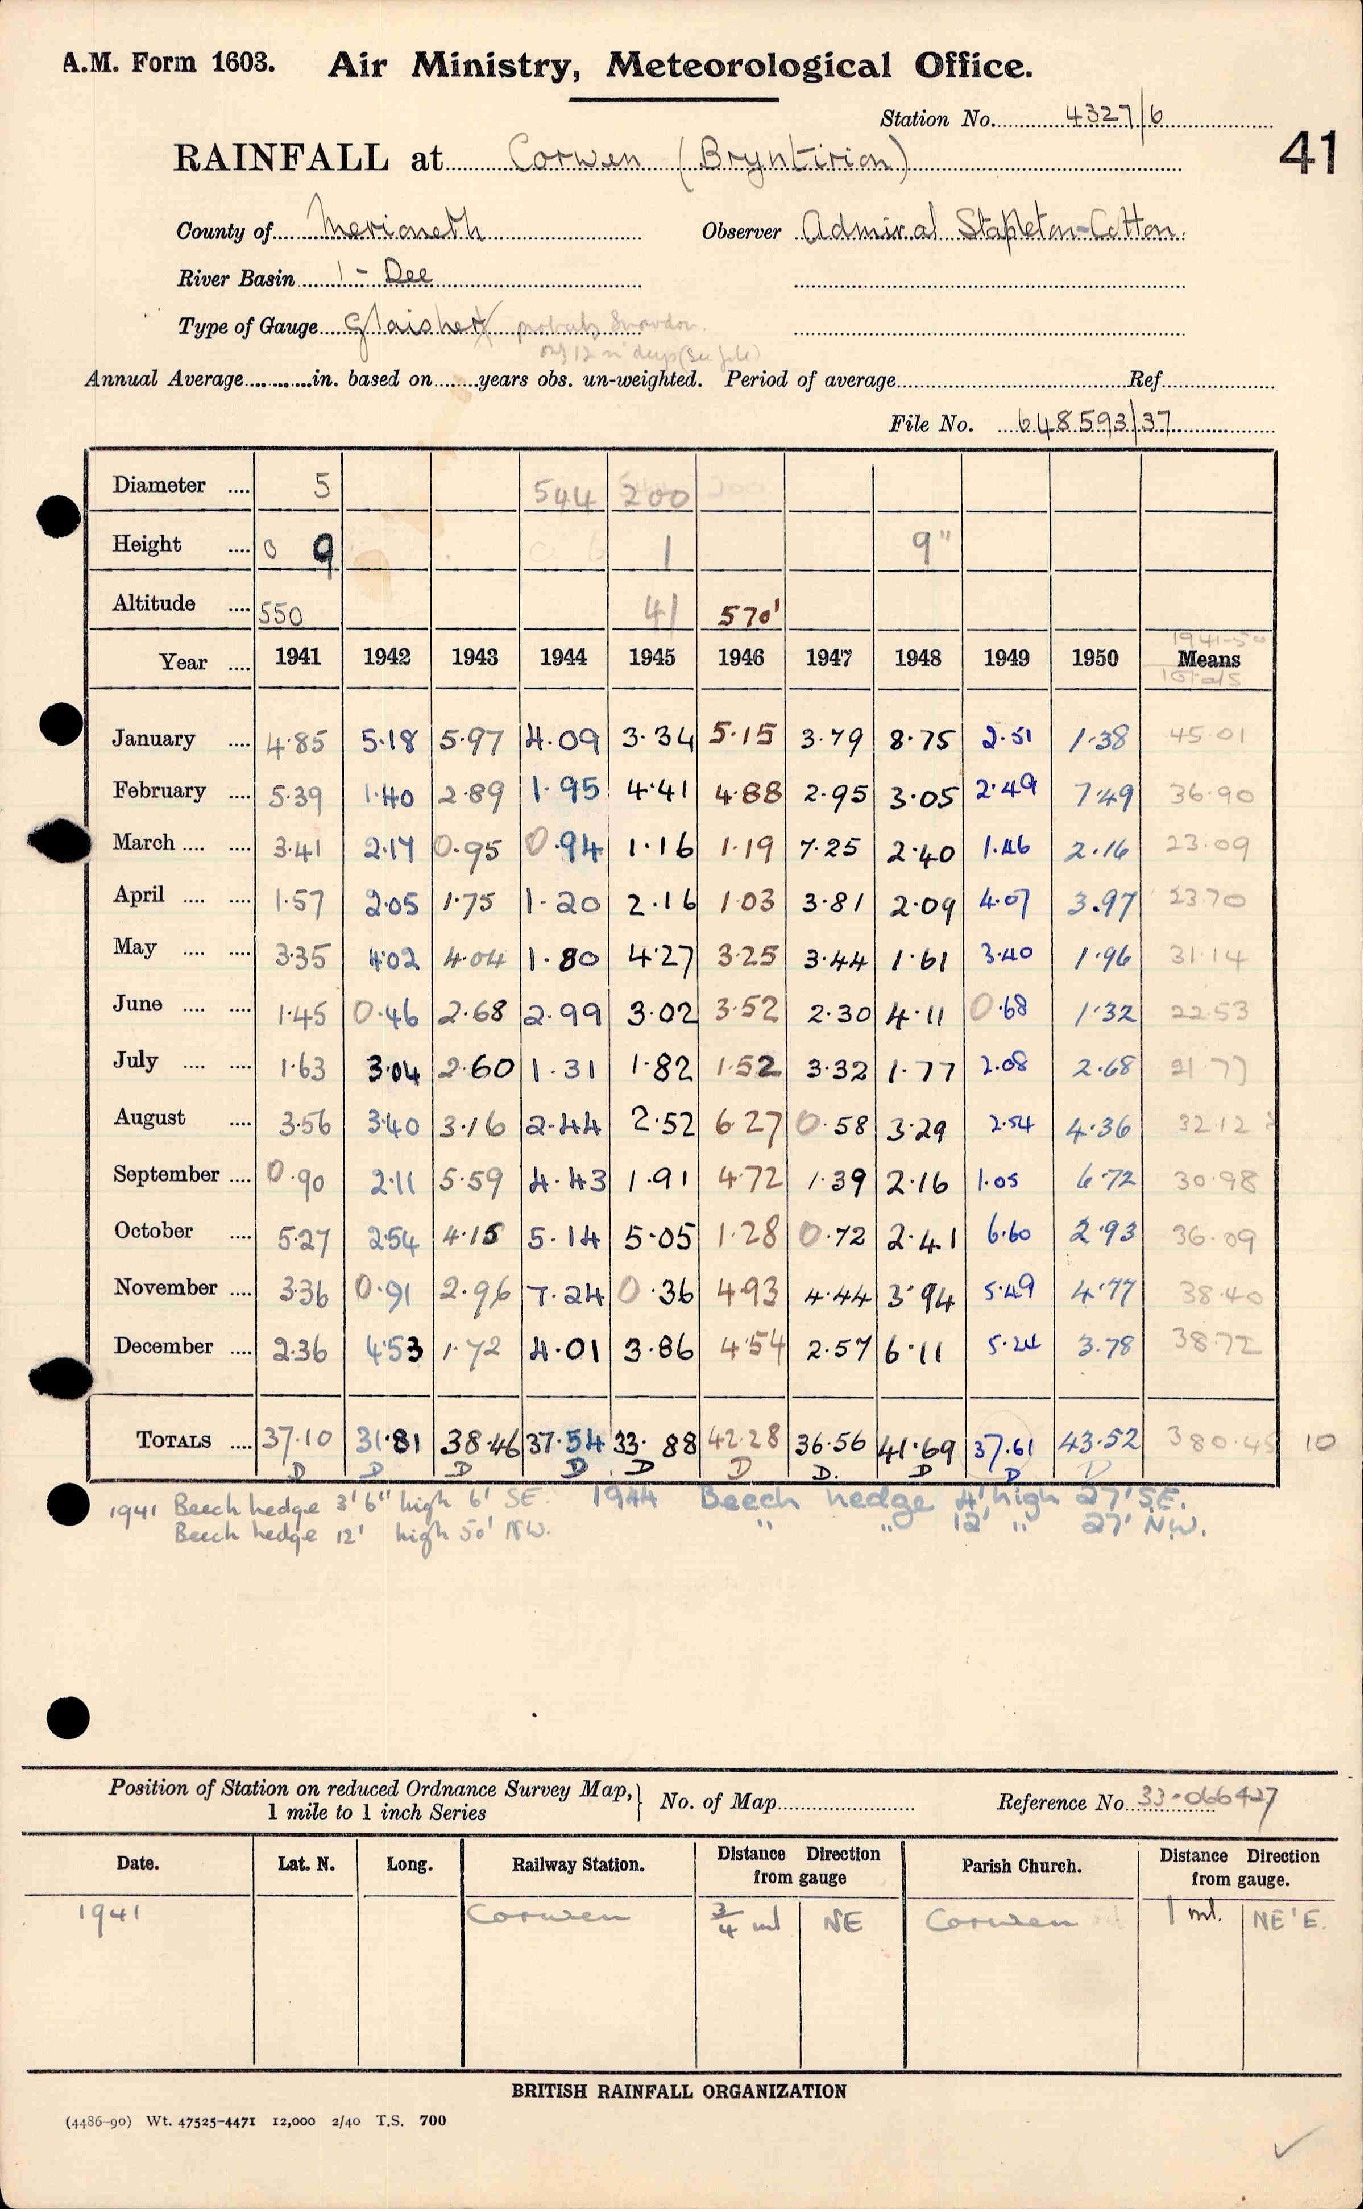 A.M. Form 1603. Air Ministry, Meteorological Office.
Station No. 4327/6
41
RAINFALL at Corwen (Bryntirion)
County of Merioneth Observer Admiral Stapleton-Cotton.
River Basin 1 - Dee
Type of Gauge Glaisher probably Snowdon.
only 12 in deep (see file)
Annual Average in. based on years obs. un-weighted. Period of average Ref
File No. 648593/37
Diameter 5 544 200 200
Height 0 9 1 9"
Altitude 550 41 570'
1941-50
Year 1941 1942 1943 1944 1945 1946 1947 1948 1949 1950 Means
Totals
January 4.85 5.18 5.97 4.09 3.34 5.15 3.79 8.75 2.51 1.38 45.01
February 5.39 1.40 2.89 1.95 4.41 4.88 2.95 3.05 2.49 7.49 36.90
March 3.41 2.17 0.95 0.94 1.16 1.19 7.25 2.40 1.46 2.16 23.09
April 1.57 2.05 1.75 1.20 2.16 1.03 3.81 2.09 4.07 3.97 23.70
May 3.35 4.02 4.04 1.80 4.27 3.25 3.44 1.61 3.40 1.96 31.14
June 1.45 0.46 2.68 2.99 3.02 3.52 2.30 4.11 0.68 1.32 22.53
July 1.63 3.04 2.60 1.31 1.82 1.52 3.32 1.77 2.08 2.68 21.77
August 3.56 3.40 3.16 2.44 2.52 6.27 0.58 3.29 2.54 4.36 32.12
September 0.90 2.11 5.59 4.43 1.91 4.72 1.39 2.16 1.05 6.72 30.98
October 5.27 2.54 4.15 5.14 5.05 1.28 0.72 2.41 6.60 2.93 36.09
November 3.36 0.91 2.96 7.24 0.36 4.93 4.44 3.94 5.49 4.77 38.40
December 2.36 4.53 1.72 4.01 3.86 4.54 2.57 6.11 5.24 3.78 38.72
TOTALS 37.10 31.81 38.46 37.54 33.88 42.28 36.56 41.69 37.61 43.52 380.45 10
D D D D D D D. D D D
1941 Beech hedge 3'6" high 6' SE. 1944 Beech hedge 4' high 27' S.E.
Beech hedge 12' high 50' NW. " " 12' " 27' N.W.
Position of Station on reduced Ordnance Survey Map, 1 mile to 1 inch Series No. of Map Reference No. 33-066427
Date. Lat. N. Long. Railway Station. Distance Direction from gauge Parish Church. Distance Direction from gauge.
1941 Corwen 3/4 ml NE Corwen 1 ml. NE'E.
BRITISH RAINFALL ORGANIZATION
(4486-90) Wt. 47525-4471 12,000 2/40 T.S. 700